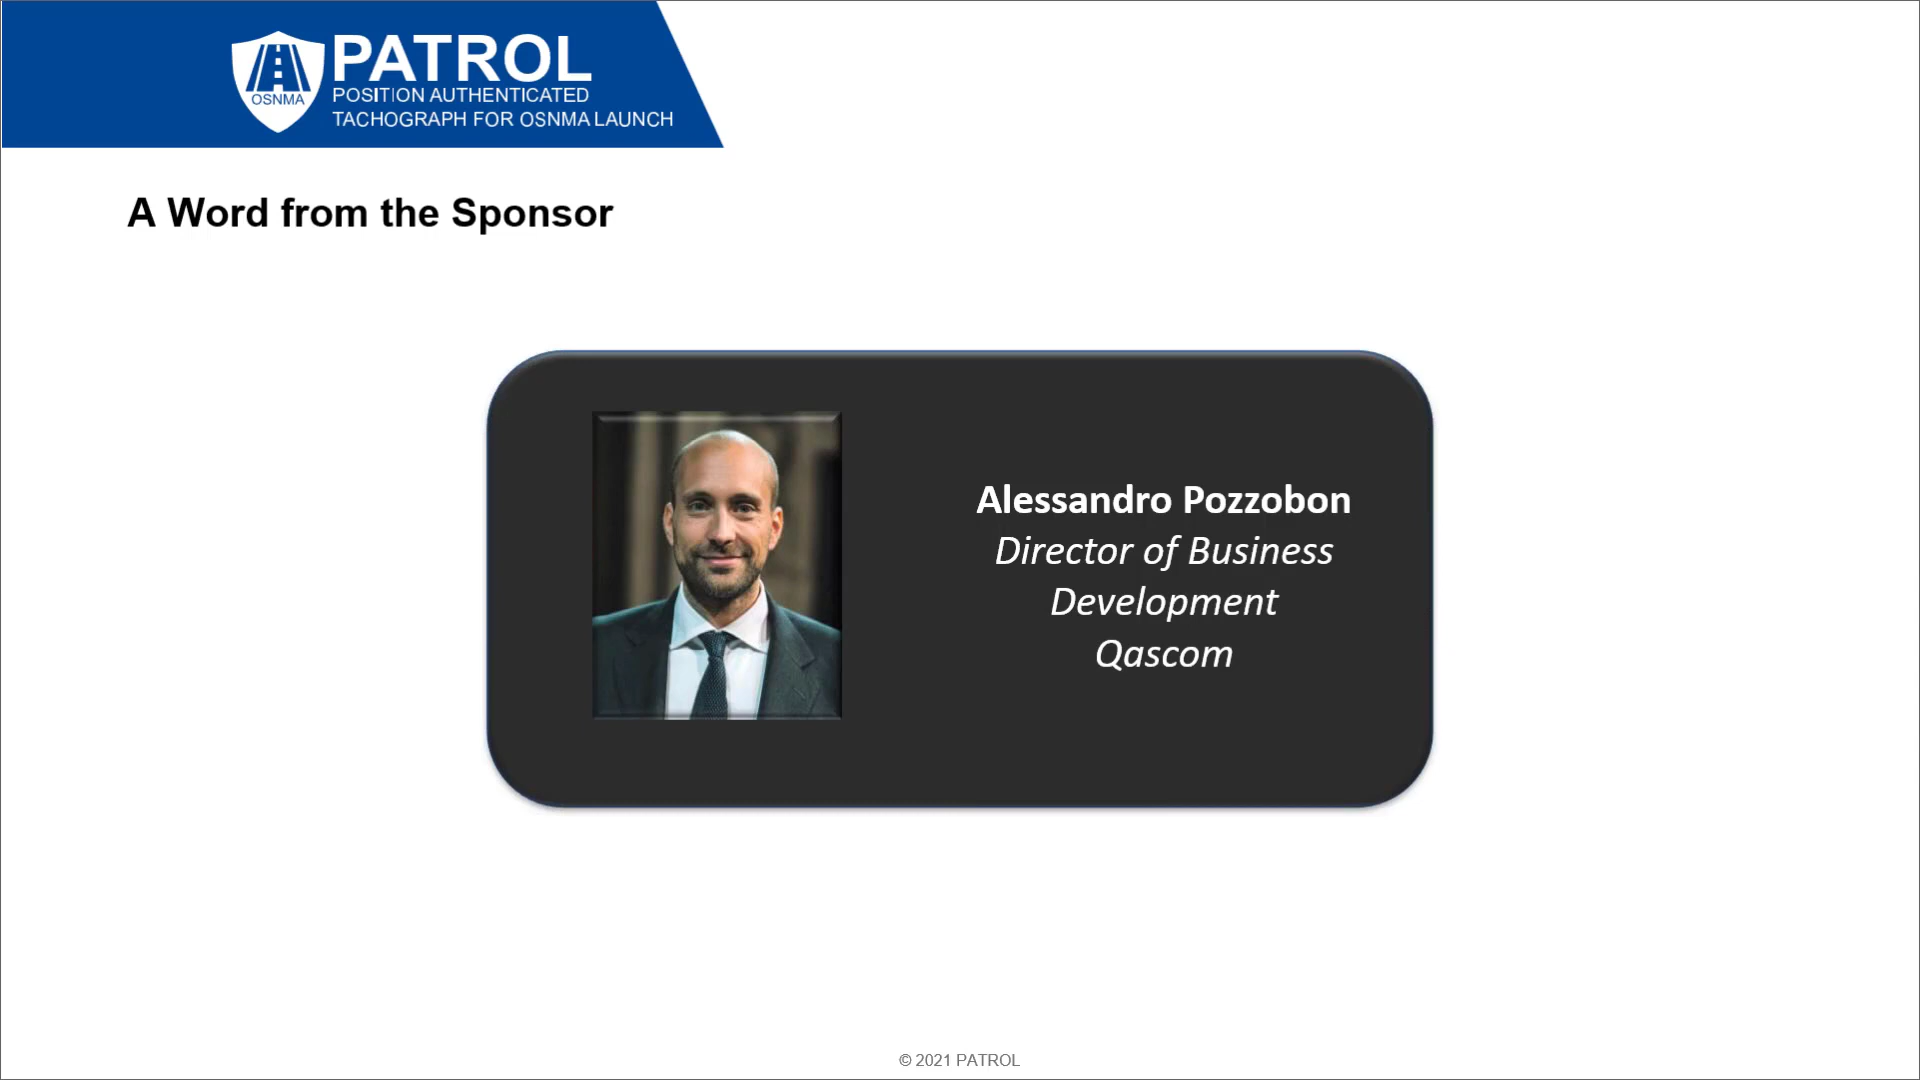 OSNMA
PATROL
POSITION AUTHENTICATED
TACHOGRAPH FOR OSNMA LAUNCH
A Word from the Sponsor
Alessandro Pozzobon
Director of Business
Development
Qascom
© 2021 PATROL